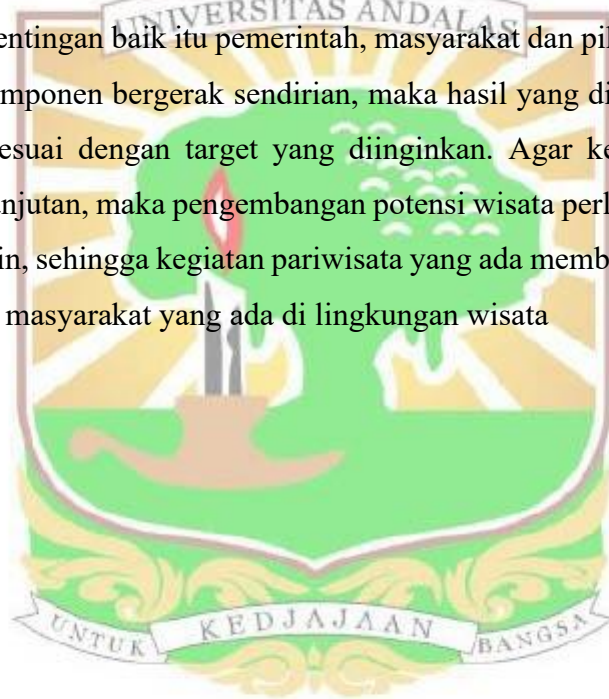 UNIVERSITAS ANDALAS
entingan baik itu pemerintah, masyarakat dan pil
mponen bergerak sendirian, maka hasil yang di
esuai dengan target yang diinginkan. Agar ke
njutan, maka pengembangan potensi wisata perl
in, sehingga kegiatan pariwisata yang ada memb
masyarakat yang ada di lingkungan wisata
UNTUK KEDJAJAAN BANGSA